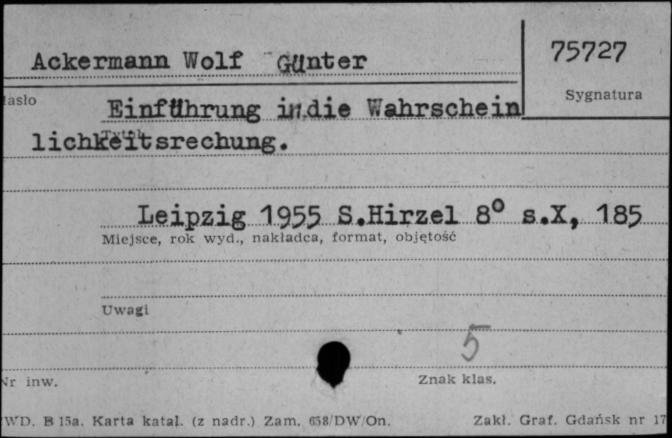 Ackermann Wolf Günter
75727
Sygnatura
Hasło
Einführung in die Wahrschein
Tytuł
lichkeitsrechung.
Leipzig 1955 S.Hirzel 8° s.X, 185
Miejsce, rok wyd., nakładca, format, objętość
Uwagi
5
Nr inw.
Znak klas.
WD. B 15a. Karta katal. (z nadr.) Zam. 658/DW/On.
Zakł. Graf. Gdańsk nr 17